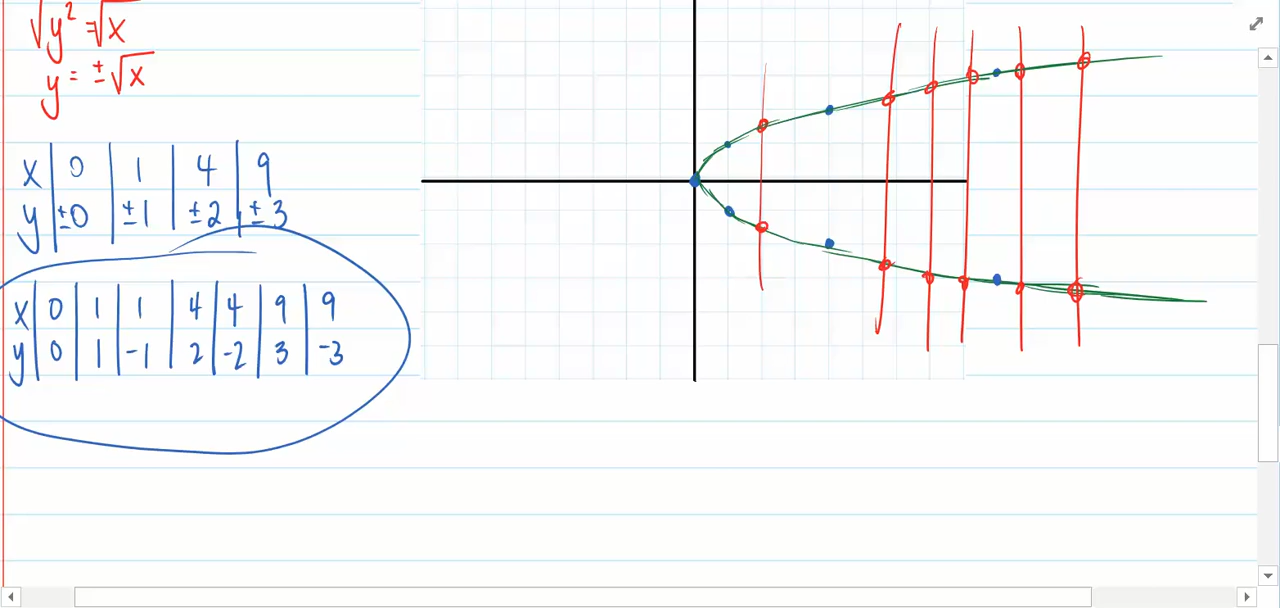 √y² = √x
y = ±√x
x | 0 | 1 | 4 | 9
y | ±0 | ±1 | ±2 | ±3
x | 0 | 1 | 1 | 4 | 4 | 9 | 9
y | 0 | 1 | -1 | 2 | -2 | 3 | -3